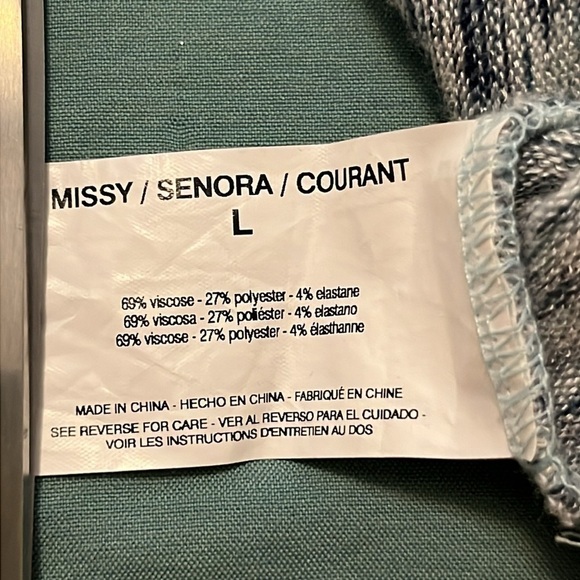 MISSY / SENORA / COURANT
L
69% viscose - 27% polyester - 4% elastane
69% viscosa - 27% poliéster - 4% elastano
69% viscose - 27% polyester - 4% élasthanne
MADE IN CHINA - HECHO EN CHINA - FABRIQUÉ EN CHINE
SEE REVERSE FOR CARE - VER AL REVERSO PARA EL CUIDADO -
VOIR LES INSTRUCTIONS D'ENTRETIEN AU DOS